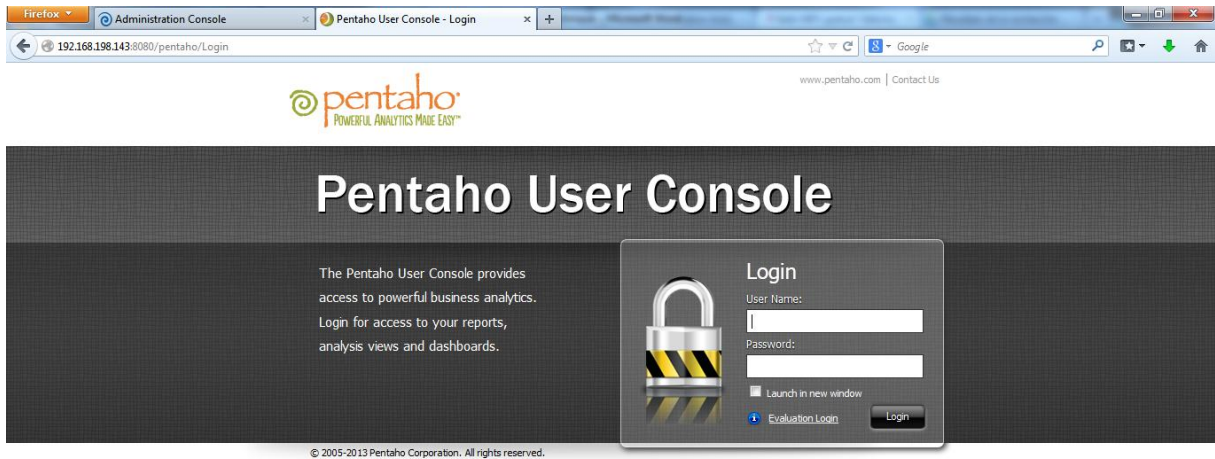 Firefox
Administration Console
Pentaho User Console - Login
192.168.198.143:8080/pentaho/Login
Google
www.pentaho.com | Contact Us
pentaho
POWERFUL ANALYTICS MADE EASY™
Pentaho User Console
The Pentaho User Console provides
access to powerful business analytics.
Login for access to your reports,
analysis views and dashboards.
Login
User Name:
Password:
Launch in new window
Evaluation Login
Login
© 2005-2013 Pentaho Corporation. All rights reserved.